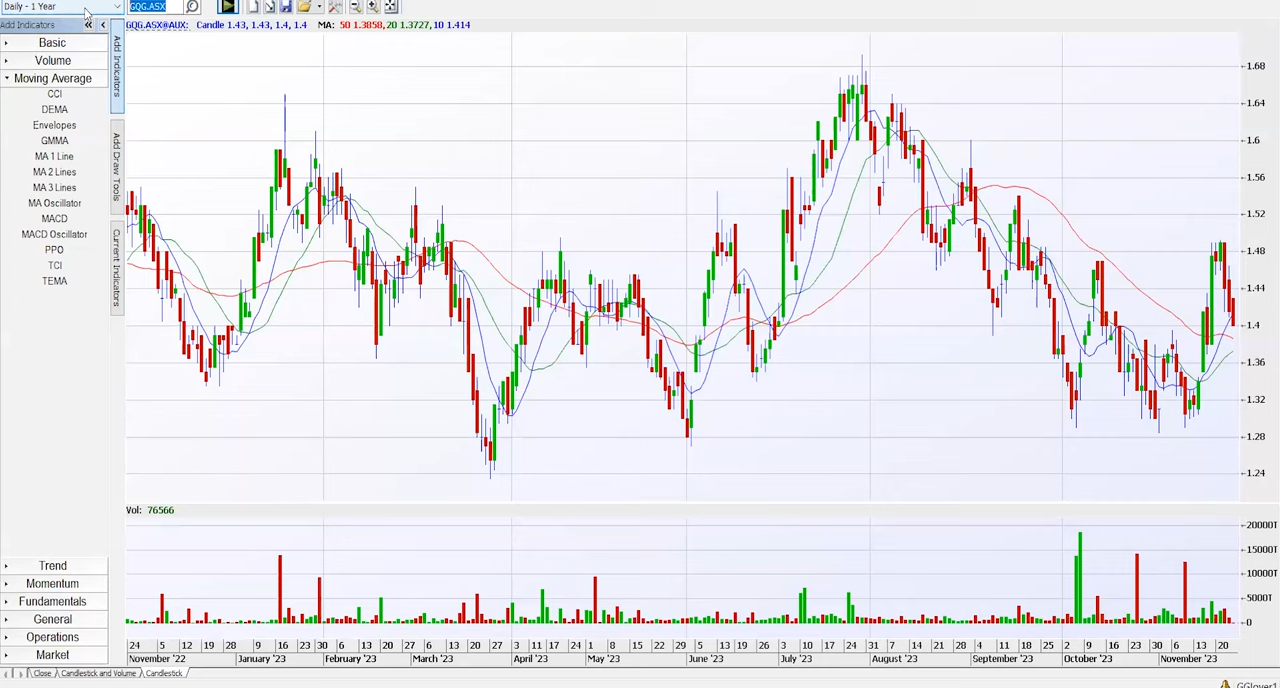 Daily - 1 Year
GQG.ASX
Add Indicators
GQG.ASX@AUX: Candle 1.43, 1.43, 1.4, 1.4 MA: 50 1.3858, 20 1.3727, 10 1.414
Basic
Volume
Moving Average
CCI
DEMA
Envelopes
GMMA
MA 1 Line
MA 2 Lines
MA 3 Lines
MA Oscillator
MACD
MACD Oscillator
PPO
TCI
TEMA
Trend
Momentum
Fundamentals
General
Operations
Market
Add Indicators
Add Draw Tools
Current Indicators
1.68
1.64
1.6
1.56
1.52
1.48
1.44
1.4
1.36
1.32
1.28
1.24
Vol: 76566
20000T
15000T
10000T
5000T
0
24 5 12 19 28 9 16 23 30 6 13 20 27 6 13 20 27 4 11 17 24 1 8 15 22 29 5 13 19 26 3 10 17 24 31 7 14 21 28 4 11 18 25 2 9 16 23 30 6 13 20
November '22 January '23 February '23 March '23 April '23 May '23 June '23 July '23 August '23 September '23 October '23 November '23
Close Candlestick and Volume Candlestick
GGlover1